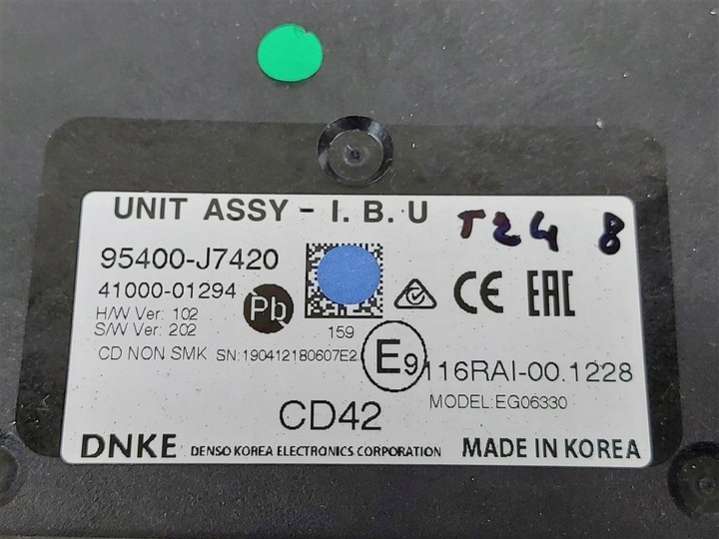 UNIT ASSY - I. B. U
T24 8
95400-J7420
41000-01294
Pb
H/W Ver: 102
S/W Ver: 202
159
CE
EAC
CD NON SMK SN:190412180607E2
E9
116RAI-00.1228
MODEL:EG06330
CD42
DNKE DENSO KOREA ELECTRONICS CORPORATION MADE IN KOREA